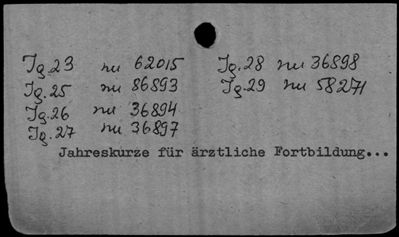 Jg. 23 nu 62015
Jg. 25 nu 86893
Jg. 26 nu 36894
Jg. 27 nu 36897
Jg. 28 nu 36898
Jg. 29 nu 58271
Jahreskurze für ärztliche Fortbildung...